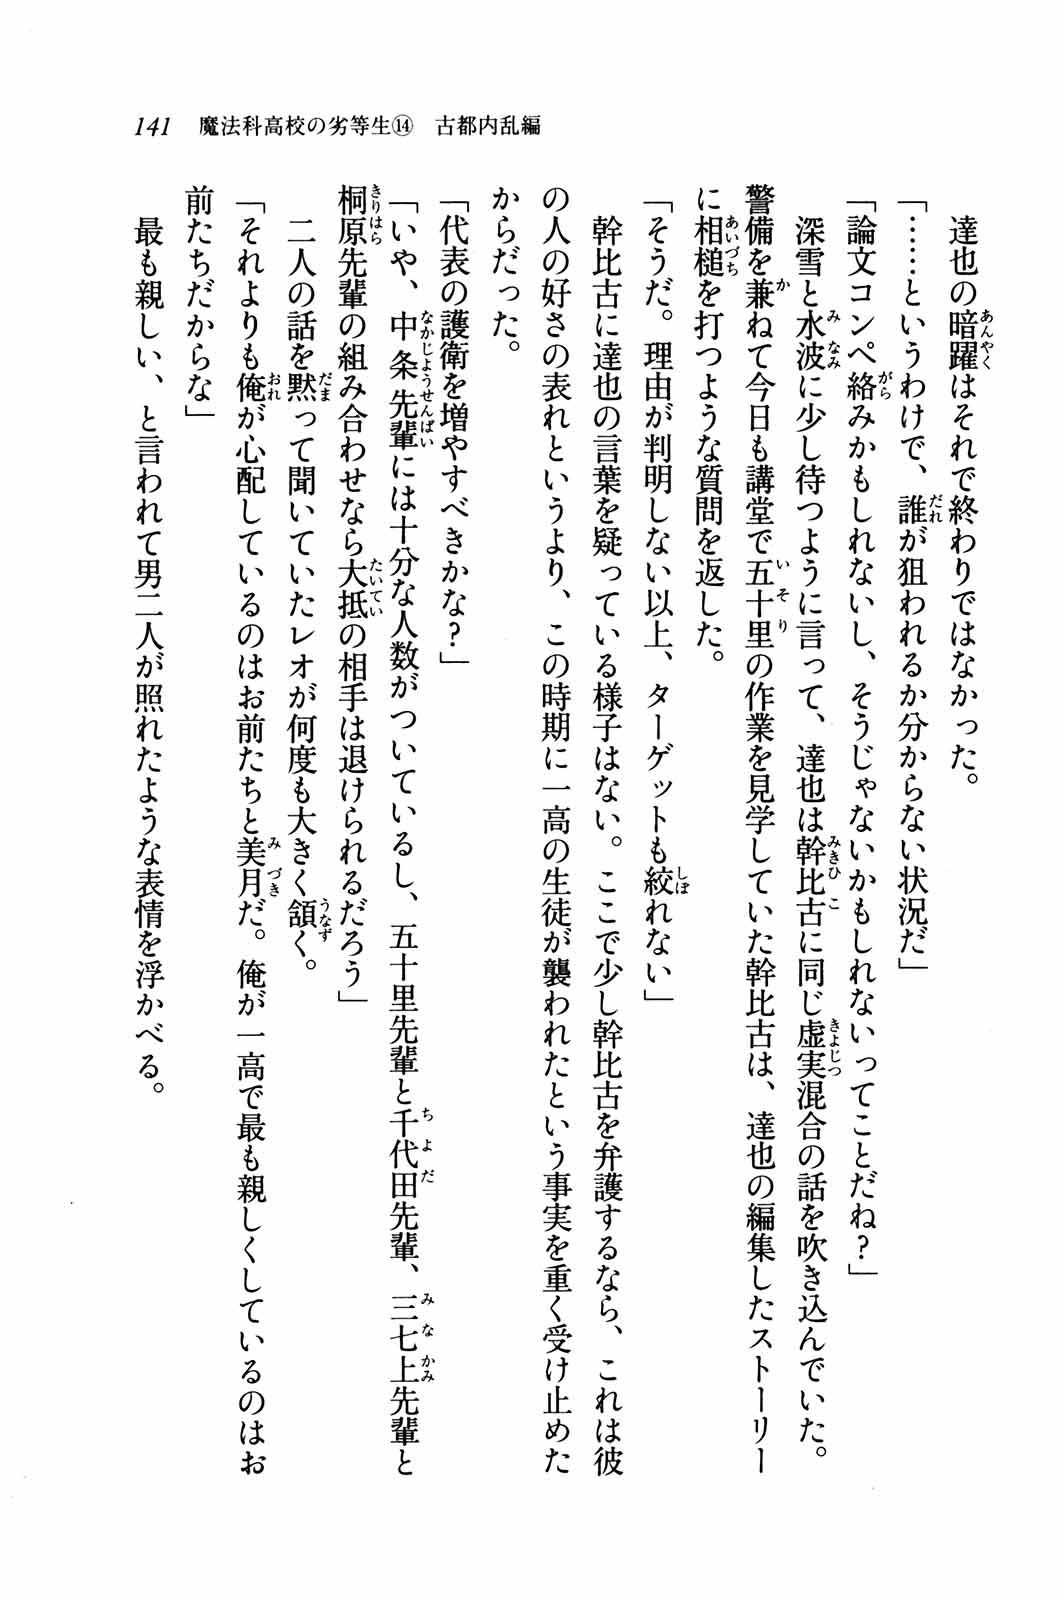 141 魔法科高校の劣等生⑭ 古都内乱編
達也の暗躍はそれで終わりではなかった。
「……というわけで、誰が狙われるか分からない状況だ」
「論文コンペ絡みかもしれないし、そうじゃないかもしれないってことだね？」
深雪と水波に少し待つように言って、達也は幹比古に同じ虚実混合の話を吹き込んでいた。
警備を兼ねて今日も講堂で五十里の作業を見学していた幹比古は、達也の編集したストーリー
に相槌を打つような質問を返した。
「そうだ。理由が判明しない以上、ターゲットも絞れない」
幹比古に達也の言葉を疑っている様子はない。ここで少し幹比古を弁護するなら、これは彼
の人の好さの表れというより、この時期に一高の生徒が襲われたという事実を重く受け止めた
からだった。
「代表の護衛を増やすべきかな？」
「いや、中条先輩には十分な人数がついているし、五十里先輩と千代田先輩、三七上先輩と
桐原先輩の組み合わせなら大抵の相手は退けられるだろう」
二人の話を黙って聞いていたレオが何度も大きく頷く。
「それよりも俺が心配しているのはお前たちと美月だ。俺が一高で最も親しくしているのはお
前たちだからな」
最も親しい、と言われて男二人が照れたような表情を浮かべる。